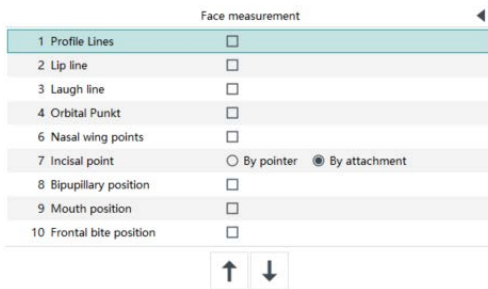 Face measurement
1 Profile Lines
2 Lip line
3 Laugh line
4 Orbital Punkt
6 Nasal wing points
7 Incisal point By pointer By attachment
8 Bipupillary position
9 Mouth position
10 Frontal bite position